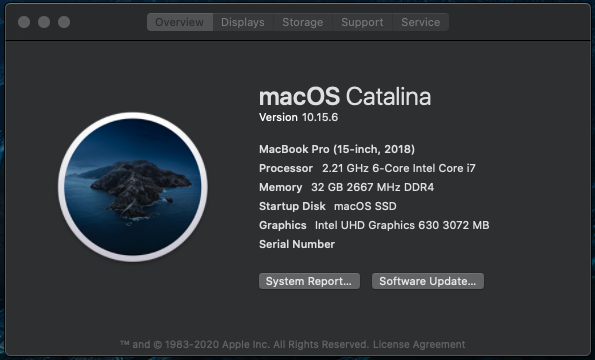 Overview Displays Storage Support Service
macOS Catalina
Version 10.15.6
MacBook Pro (15-inch, 2018)
Processor 2.21 GHz 6-Core Intel Core i7
Memory 32 GB 2667 MHz DDR4
Startup Disk macOS SSD
Graphics Intel UHD Graphics 630 3072 MB
Serial Number
System Report... Software Update...
™ and © 1983-2020 Apple Inc. All Rights Reserved. License Agreement